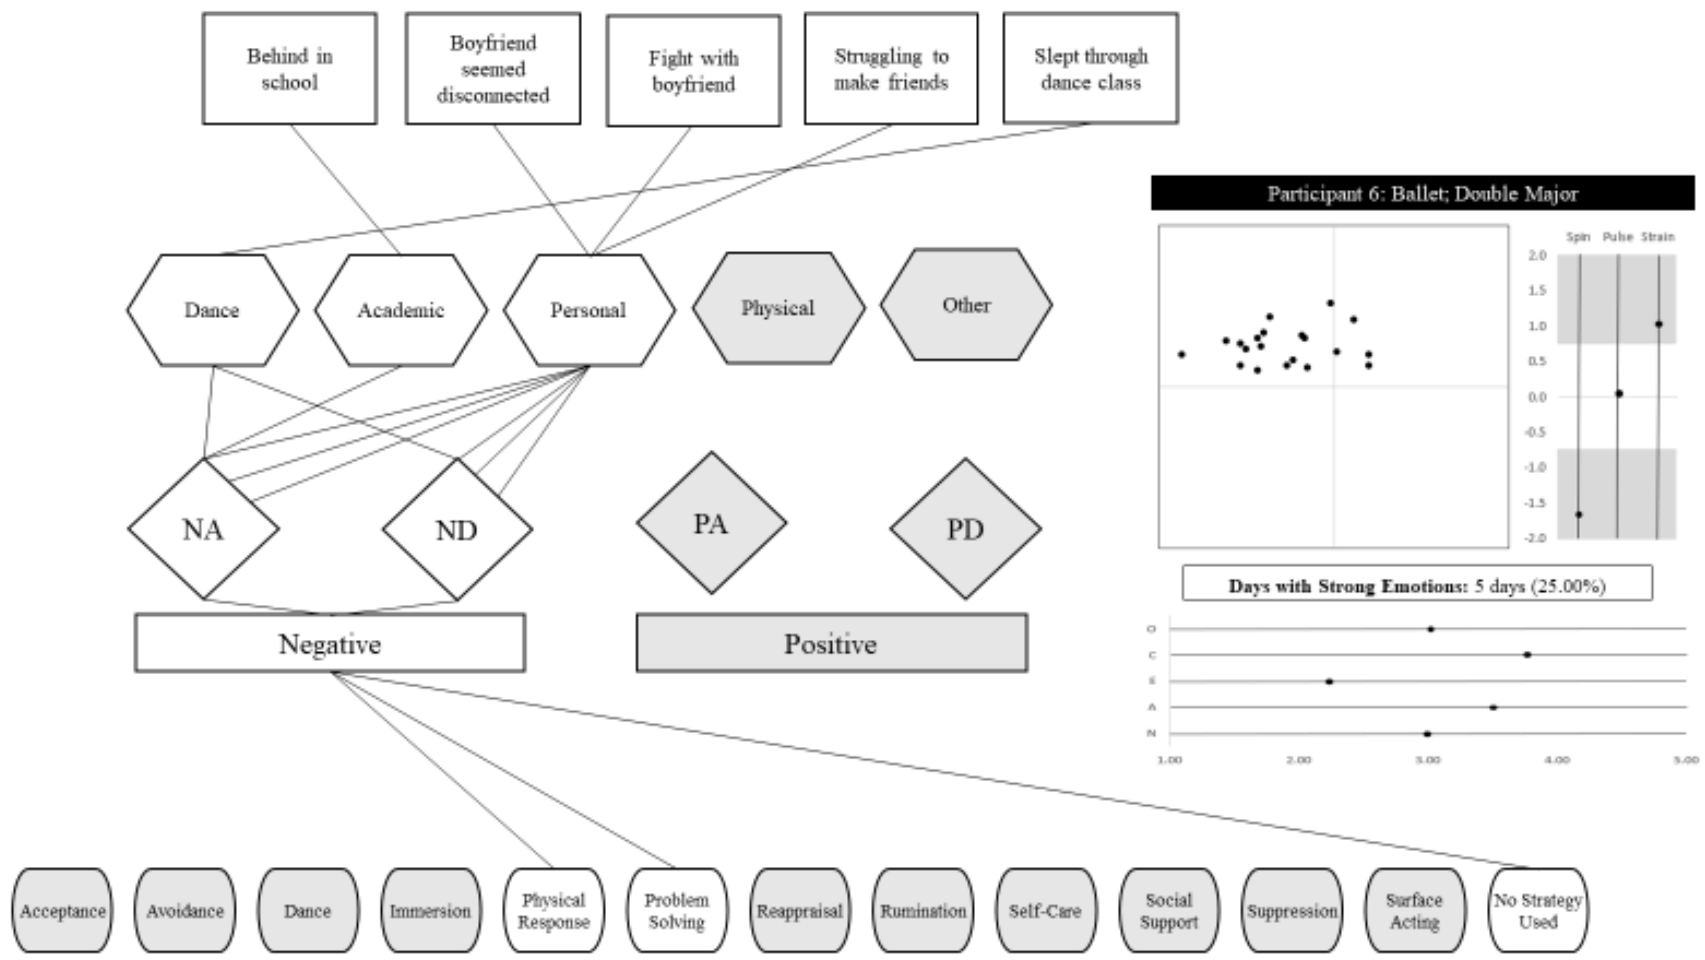 Behind in
school
Boyfriend
seemed
disconnected
Fight with
boyfriend
Struggling to
make friends
Slept through
dance class
Dance
Academic
Personal
Physical
Other
NA
ND
PA
PD
Negative
Positive
Participant 6: Ballet; Double Major
Spin Pulse Strain
2.0
1.5
1.0
0.5
0.0
-0.5
-1.0
-1.5
-2.0
Days with Strong Emotions: 5 days (25.00%)
O
C
E
A
N
1.00 2.00 3.00 4.00 5.00
Acceptance
Avoidance
Dance
Immersion
Physical
Response
Problem
Solving
Reappraisal
Rumination
Self-Care
Social
Support
Suppression
Surface
Acting
No Strategy
Used